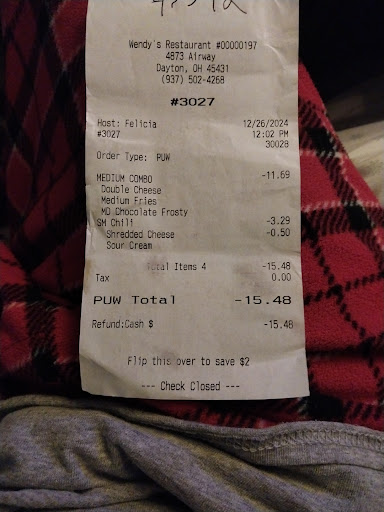 Wendy's Restaurant #00000197
4873 Airway
Dayton, OH 45431
(937) 502-4268
#3027
Host: Felicia 12/26/2024
#3027 12:02 PM
30028
Order Type: PUW
MEDIUM COMBO -11.69
Double Cheese
Medium Fries
MD Chocolate Frosty
SM Chili -3.29
Shredded Cheese -0.50
Sour Cream
Total Items 4 -15.48
Tax 0.00
PUW Total -15.48
Refund:Cash $ -15.48
Flip this over to save $2
--- Check Closed ---